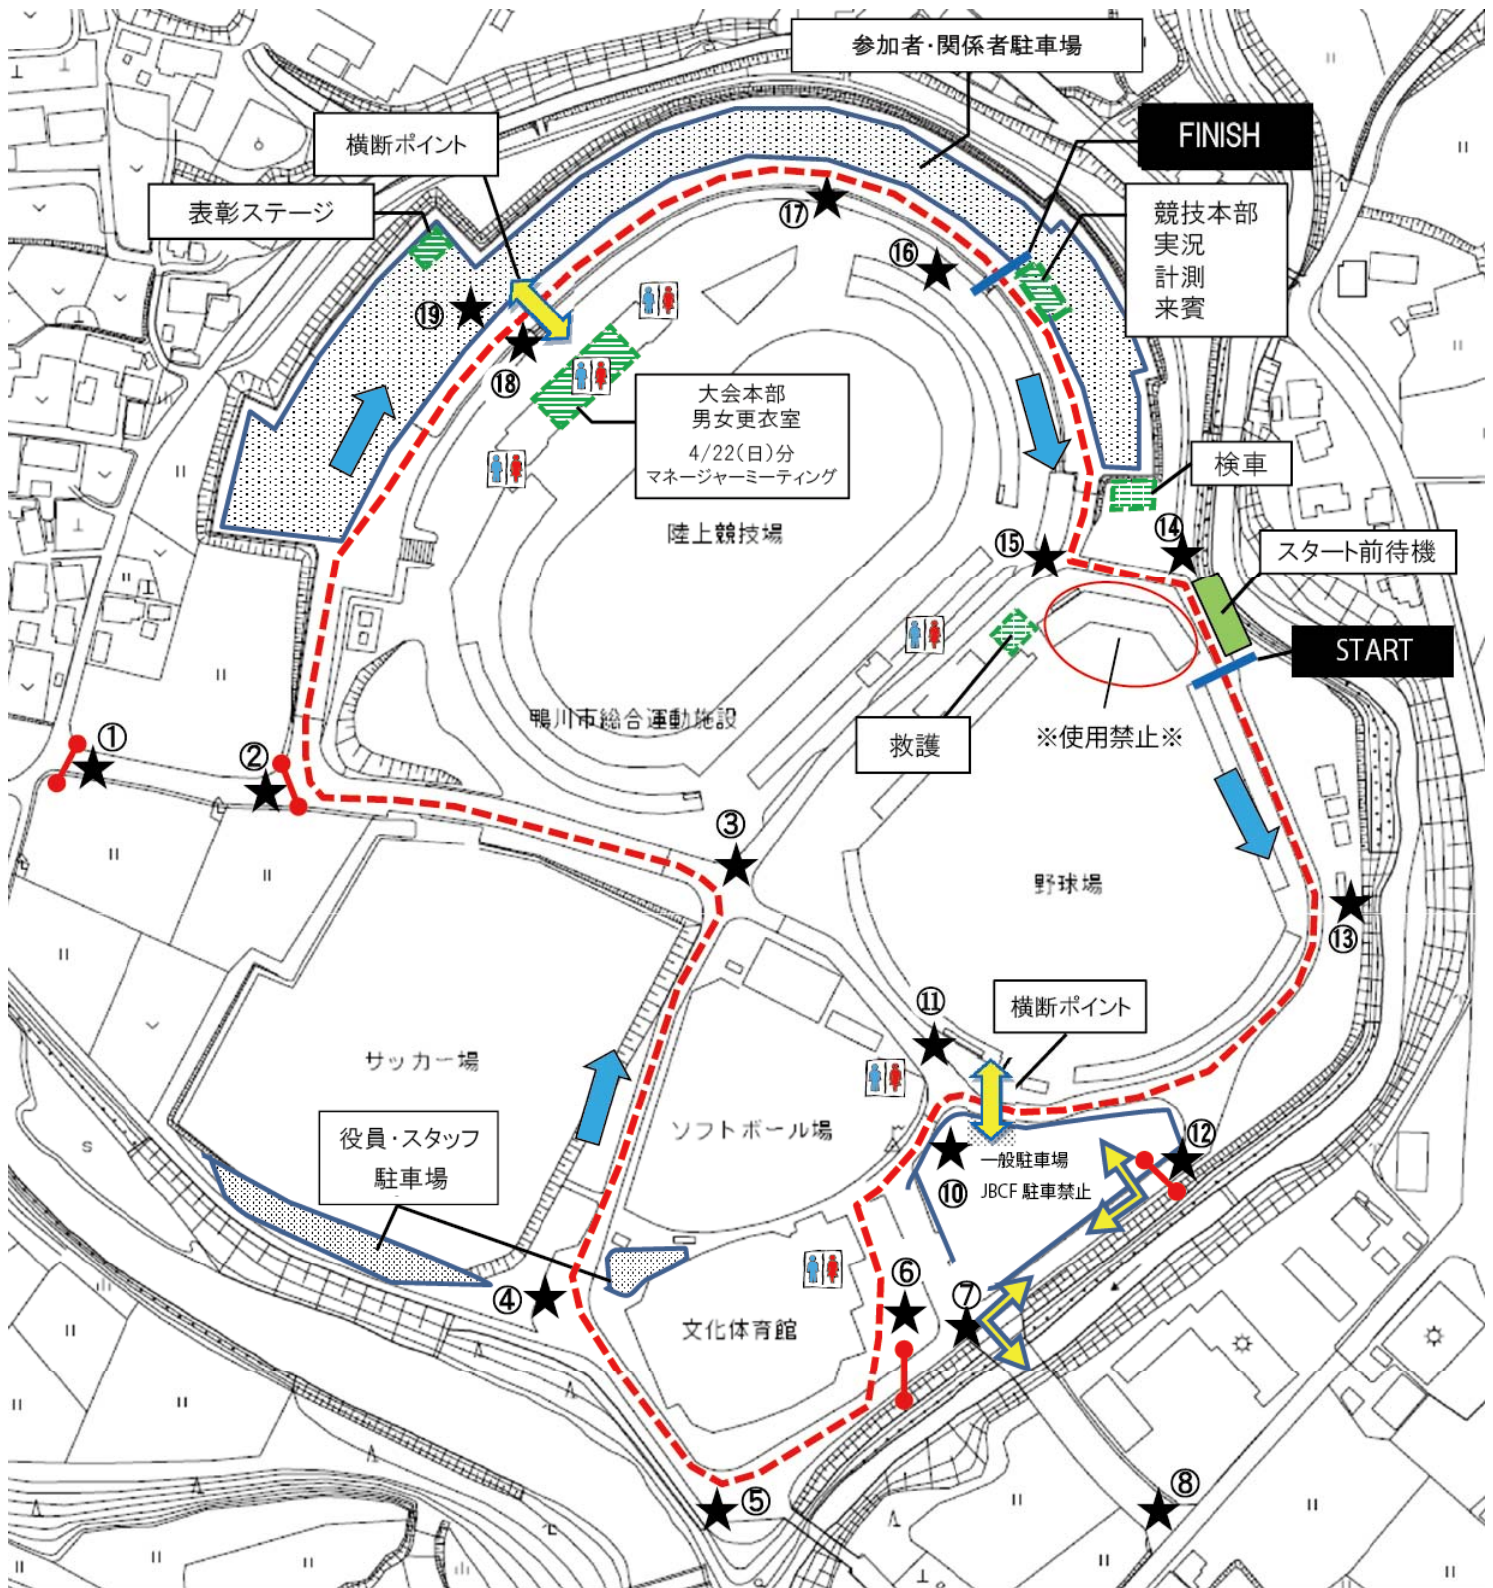 参加者・関係者駐車場
FINISH
横断ポイント
表彰ステージ
競技本部
実況
計測
来賓
⑰
⑯
⑲
⑱
大会本部
男女更衣室
4/22(日)分
マネージャーミーティング
検車
陸上競技場
⑮
⑭
スタート前待機
START
鴨川市総合運動施設
救護
※使用禁止※
①
②
③
野球場
⑬
⑪
横断ポイント
サッカー場
役員・スタッフ
駐車場
ソフトボール場
⑫
一般駐車場
JBCF 駐車禁止
⑩
④
⑥
⑦
文化体育館
⑤
⑧